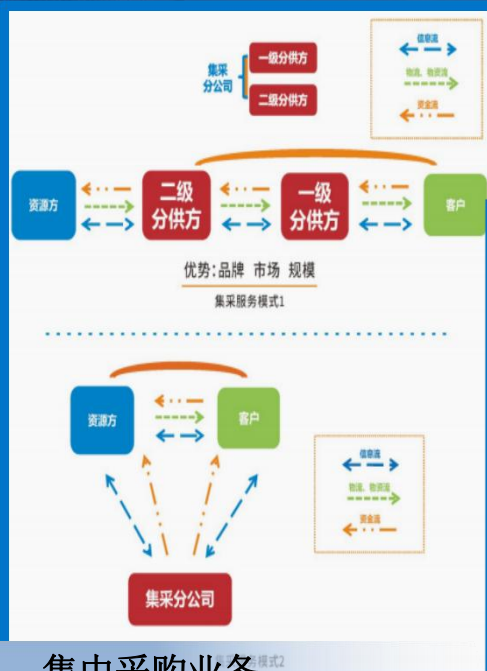 集采
分公司
一级分供方
二级分供方
信息流
物流、物资流
资金流
资源方
二级
分供方
一级
分供方
客户
优势:品牌 市场 规模
集采服务模式1
资源方
客户
信息流
物流、物资流
资金流
集采分公司
集中采购业务
模式2